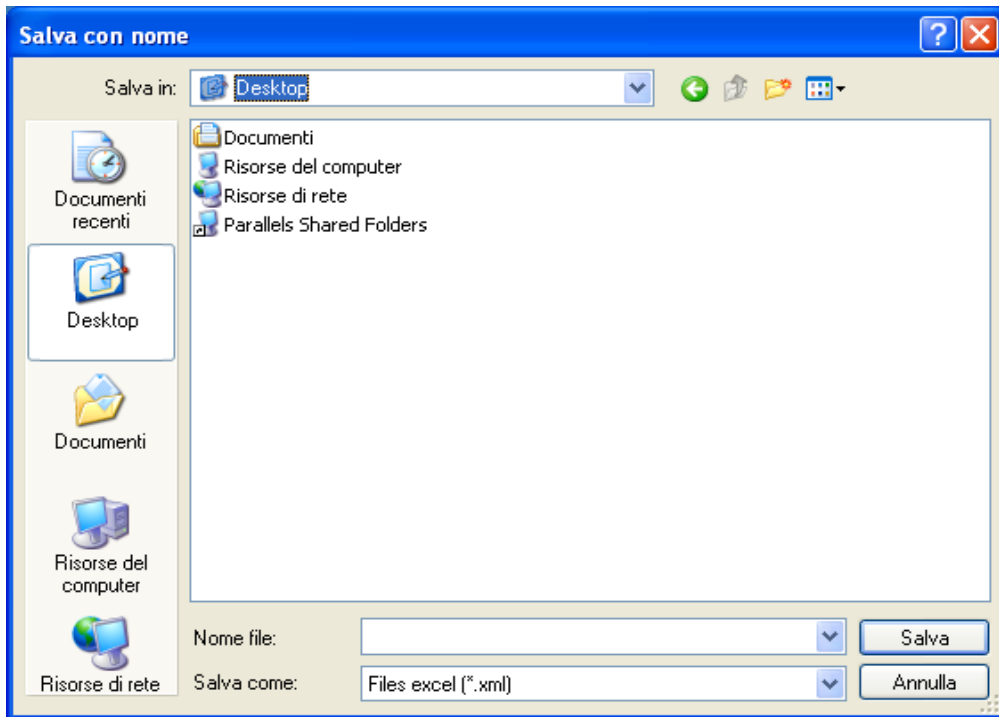 Salva con nome
Salva in: Desktop
Documenti
recenti
Desktop
Documenti
Risorse del
computer
Risorse di rete
Documenti
Risorse del computer
Risorse di rete
Parallels Shared Folders
Nome file:
Salva
Salva come: Files excel (*.xml)
Annulla